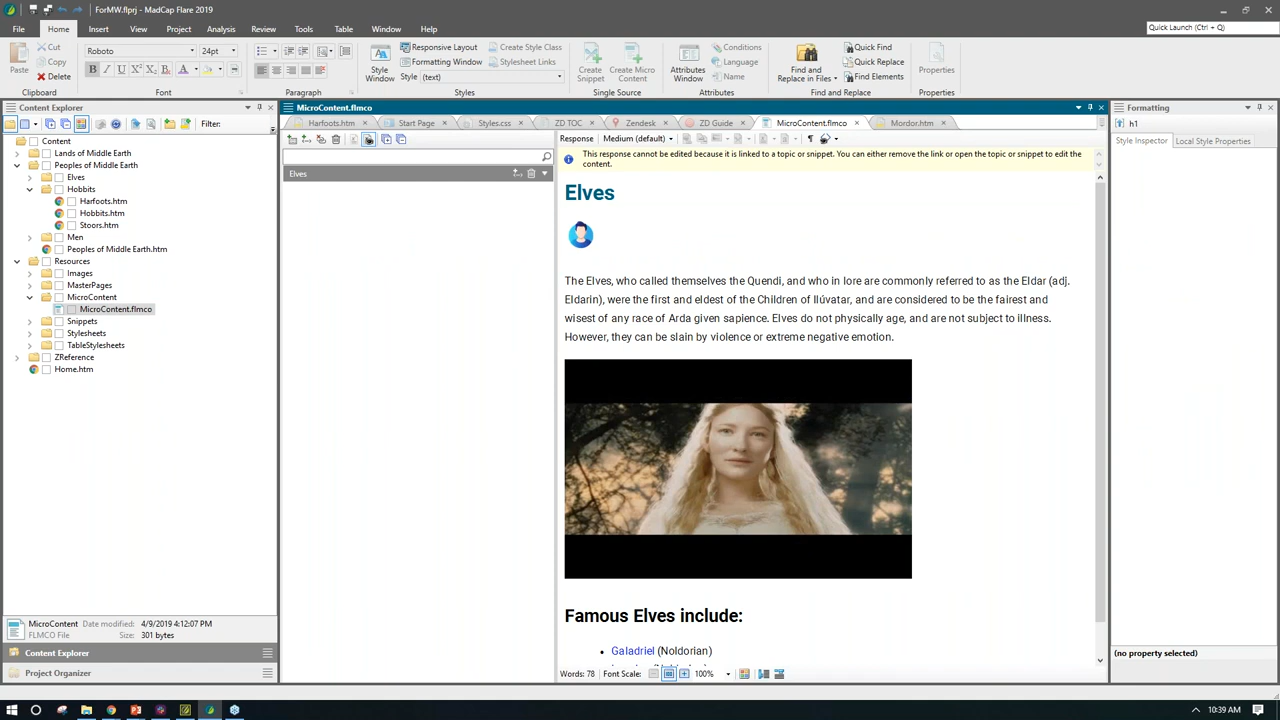 ForMW.flprj - MadCap Flare 2019
File Home Insert View Project Analysis Review Tools Table Window Help
Quick Launch (Ctrl + Q)
Paste
Cut
Copy
Delete
Clipboard
Roboto 24pt
Font
Paragraph
Style Window
Responsive Layout
Formatting Window
Style (text)
Create Style Class
Stylesheet Links
Styles
Create Snippet
Create Micro Content
Single Source
Attributes Window
Conditions
Language
Name
Attributes
Find and Replace in Files
Quick Find
Quick Replace
Find Elements
Find and Replace
Properties
Properties
Content Explorer
Filter:
Content
Lands of Middle Earth
Peoples of Middle Earth
Elves
Hobbits
Harfoots.htm
Hobbits.htm
Stoors.htm
Men
Peoples of Middle Earth.htm
Resources
Images
MasterPages
MicroContent
MicroContent.flmco
Snippets
Stylesheets
TableStylesheets
ZReference
Home.htm
MicroContent Date modified: 4/9/2019 4:12:07 PM
FLMCO File Size: 301 bytes
Content Explorer
Project Organizer
MicroContent.flmco
Harfoots.htm Start Page Styles.css ZD TOC Zendesk ZD Guide MicroContent.flmco Mordor.htm
Elves
Response Medium (default)
This response cannot be edited because it is linked to a topic or snippet. You can either remove the link or open the topic or snippet to edit the
content.
Elves
The Elves, who called themselves the Quendi, and who in lore are commonly referred to as the Eldar (adj.
Eldarin), were the first and eldest of the Children of Ilúvatar, and are considered to be the fairest and
wisest of any race of Arda given sapience. Elves do not physically age, and are not subject to illness.
However, they can be slain by violence or extreme negative emotion.
Famous Elves include:
• Galadriel (Noldorian)
Words: 78 Font Scale: 100%
Formatting
h1
Style Inspector Local Style Properties
(no property selected)
10:39 AM